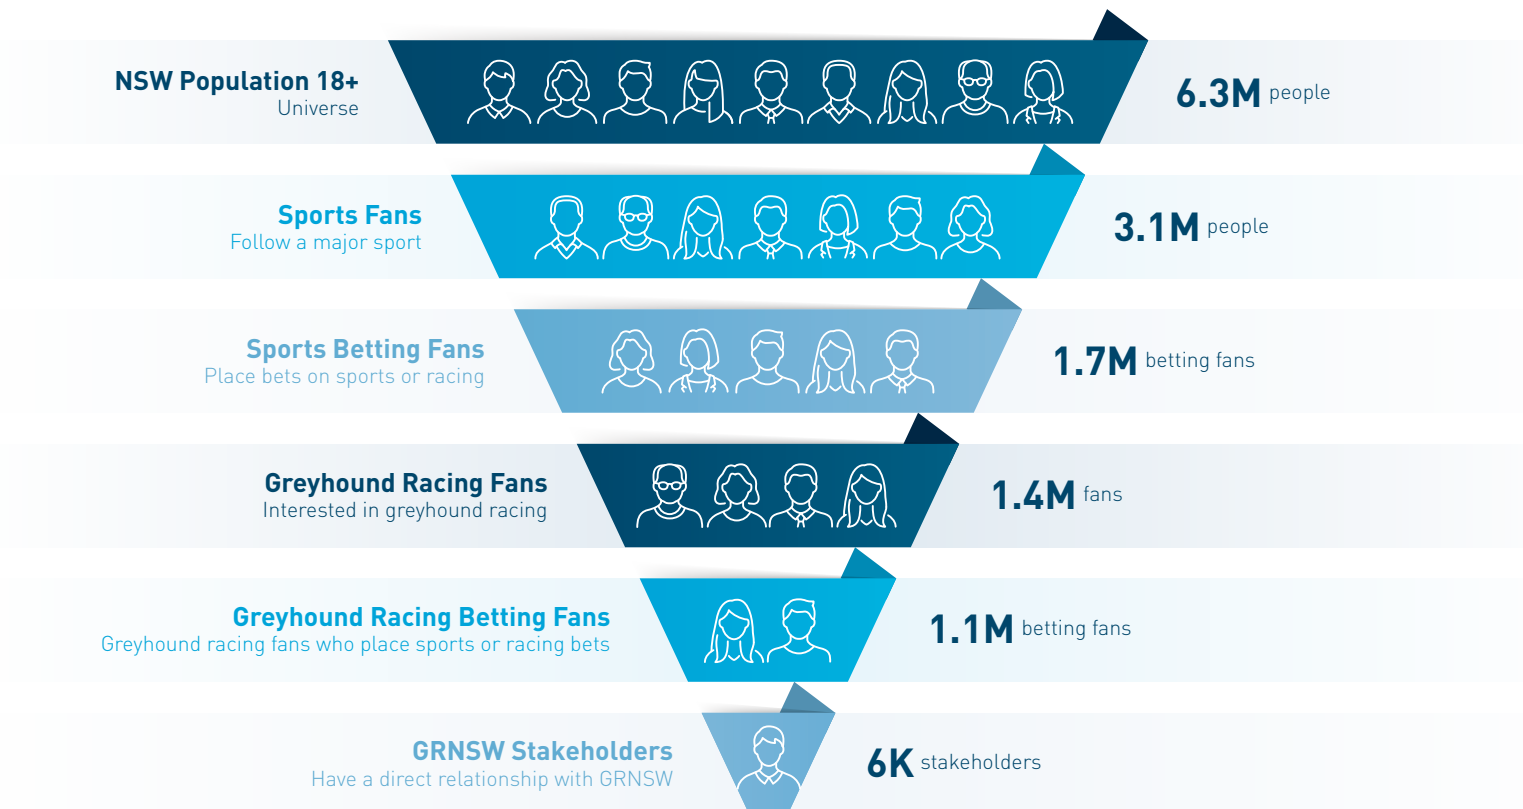 NSW Population 18+
Universe
6.3M people
Sports Fans
Follow a major sport
3.1M people
Sports Betting Fans
Place bets on sports or racing
1.7M betting fans
Greyhound Racing Fans
Interested in greyhound racing
1.4M fans
Greyhound Racing Betting Fans
Greyhound racing fans who place sports or racing bets
1.1M betting fans
GRNSW Stakeholders
Have a direct relationship with GRNSW
6K stakeholders